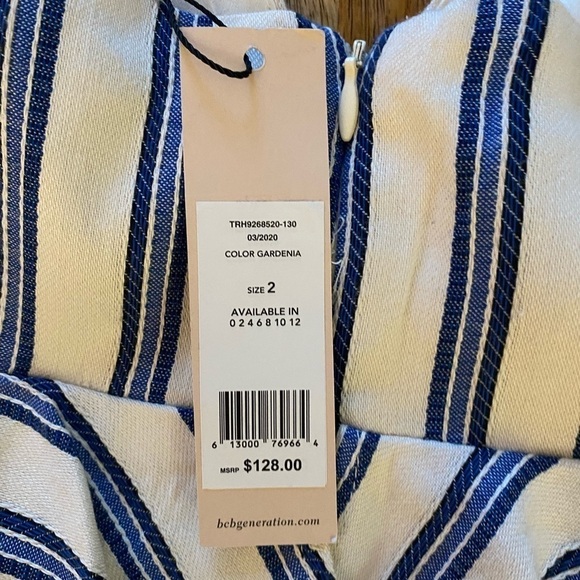 TRH9268520-130
03/2020
COLOR GARDENIA
SIZE 2
AVAILABLE IN
0 2 4 6 8 10 12
6 13000 76966 4
MSRP $128.00
bcbgeneration.com